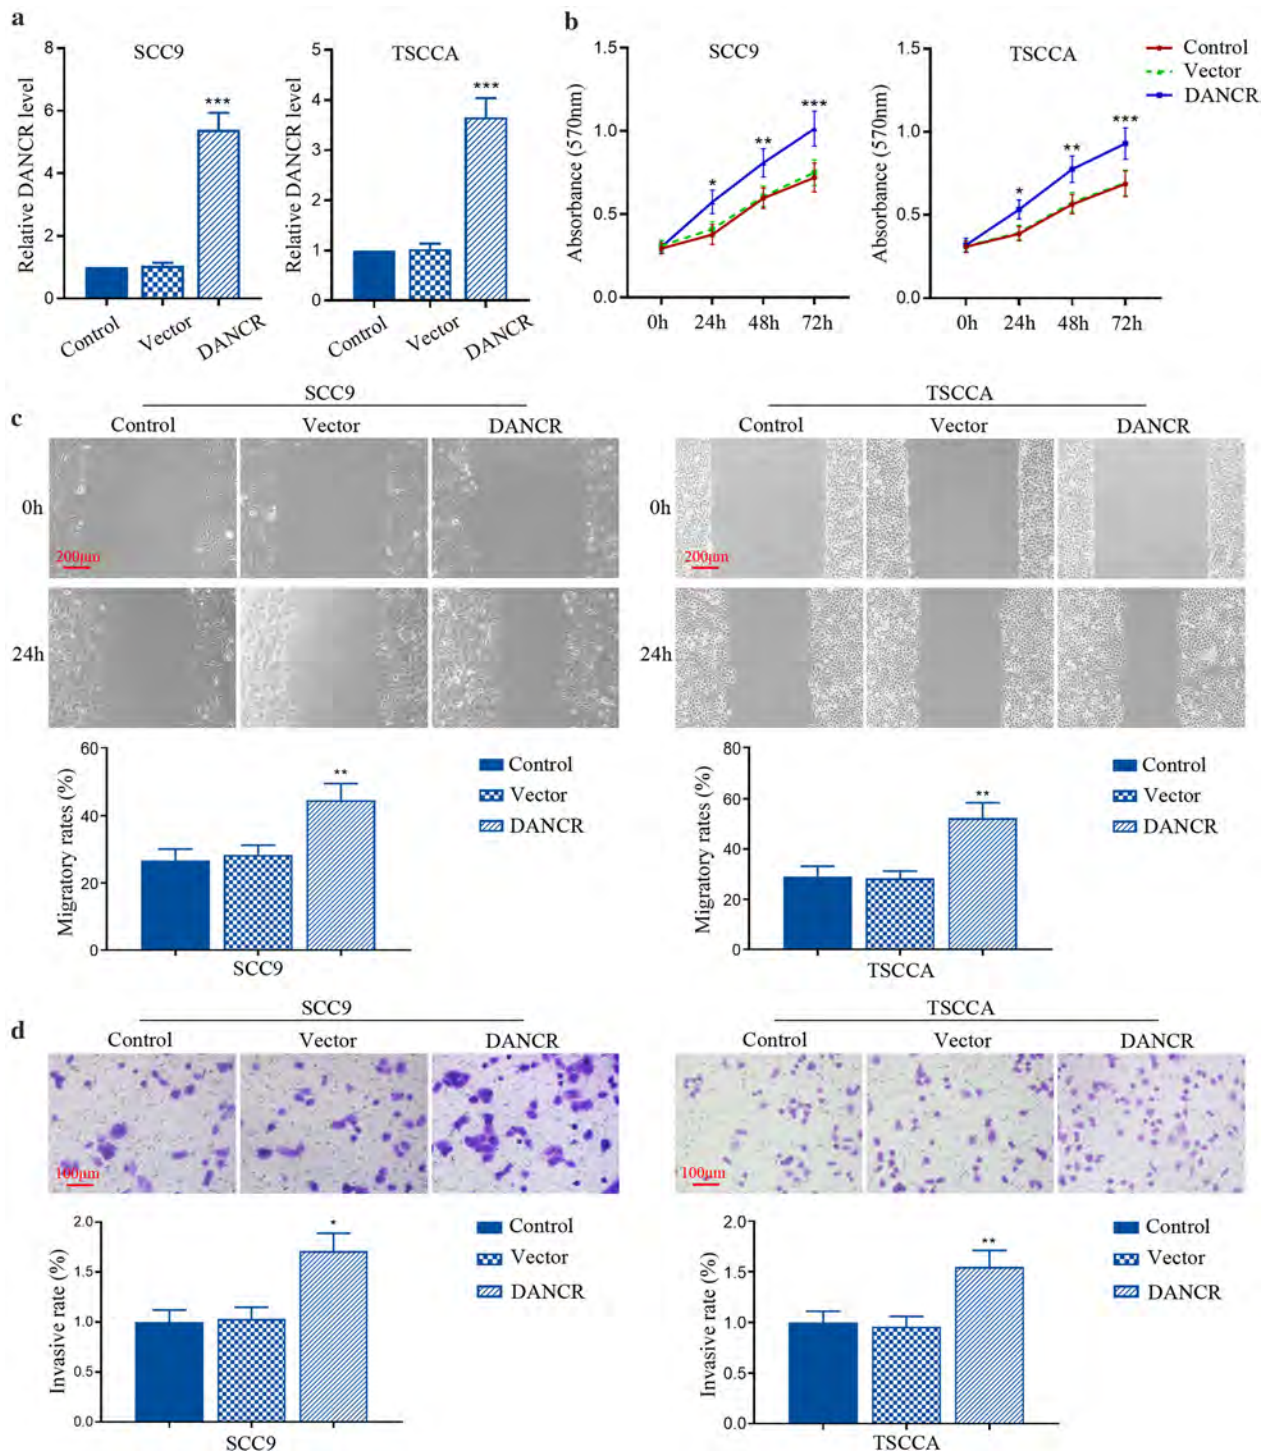 a
SCC9
Relative DANCR level
8
6
4
2
0
***
Control
Vector
DANCR
TSCCA
Relative DANCR level
5
4
3
2
1
0
***
Control
Vector
DANCR
b
SCC9
Absorbance (570nm)
1.5
1.0
0.5
0.0
*
**
***
0h 24h 48h 72h
TSCCA
Absorbance (570nm)
1.5
1.0
0.5
0.0
*
**
***
0h 24h 48h 72h
Control
Vector
DANCR
c
SCC9
Control Vector DANCR
0h
200μm
24h
Migratory rates (%)
60
40
20
0
**
SCC9
Control
Vector
DANCR
TSCCA
Control Vector DANCR
0h
200μm
24h
Migratory rates (%)
80
60
40
20
0
**
TSCCA
Control
Vector
DANCR
d
SCC9
Control Vector DANCR
100μm
Invasive rate (%)
2.0
1.5
1.0
0.5
0.0
*
SCC9
Control
Vector
DANCR
TSCCA
Control Vector DANCR
100μm
Invasive rate (%)
2.0
1.5
1.0
0.5
0.0
**
TSCCA
Control
Vector
DANCR